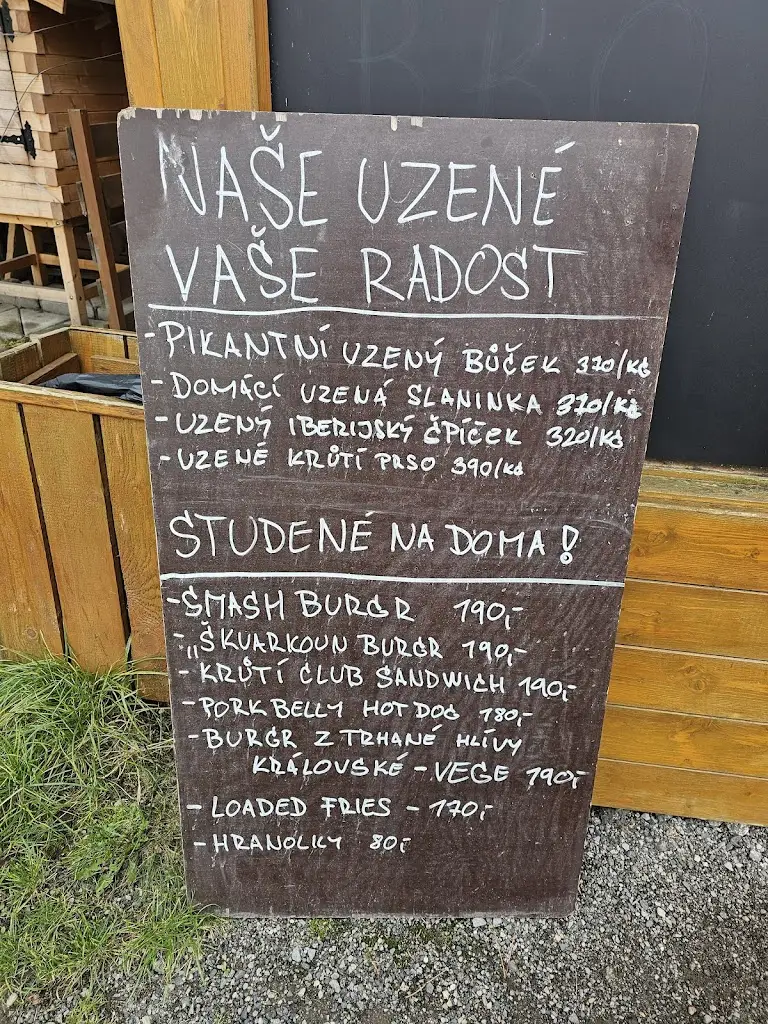 NAŠE UZENÉ
VAŠE RADOST
- PIKANTNÍ UZENÝ BŮČEK 370/KG
- DOMÁCÍ UZENÁ SLANINKA 370/KG
- UZENÝ IBERIJSKÝ ČPÍČEK 320/KG
- UZENÉ KRŮTÍ PRSO 390/KG
STUDENÉ NA DOMA!
- SMASH BURGR 190,-
- „ŠKVARKOUN BURGR 190,-
- KRŮTÍ CLUB SANDWICH 190,-
- PORK BELLY HOT DOG 180,-
- BURGR Z TRHANÉ HLÍVY
KRÁLOVSKÉ - VEGE 190,-
- LOADED FRIES - 170,-
- HRANOLKY 80,-